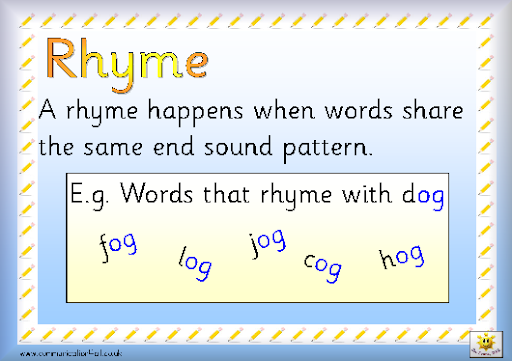 Rhyme
A rhyme happens when words share
the same end sound pattern.
E.g. Words that rhyme with dog
fog log jog cog hog
www.communication4all.co.uk